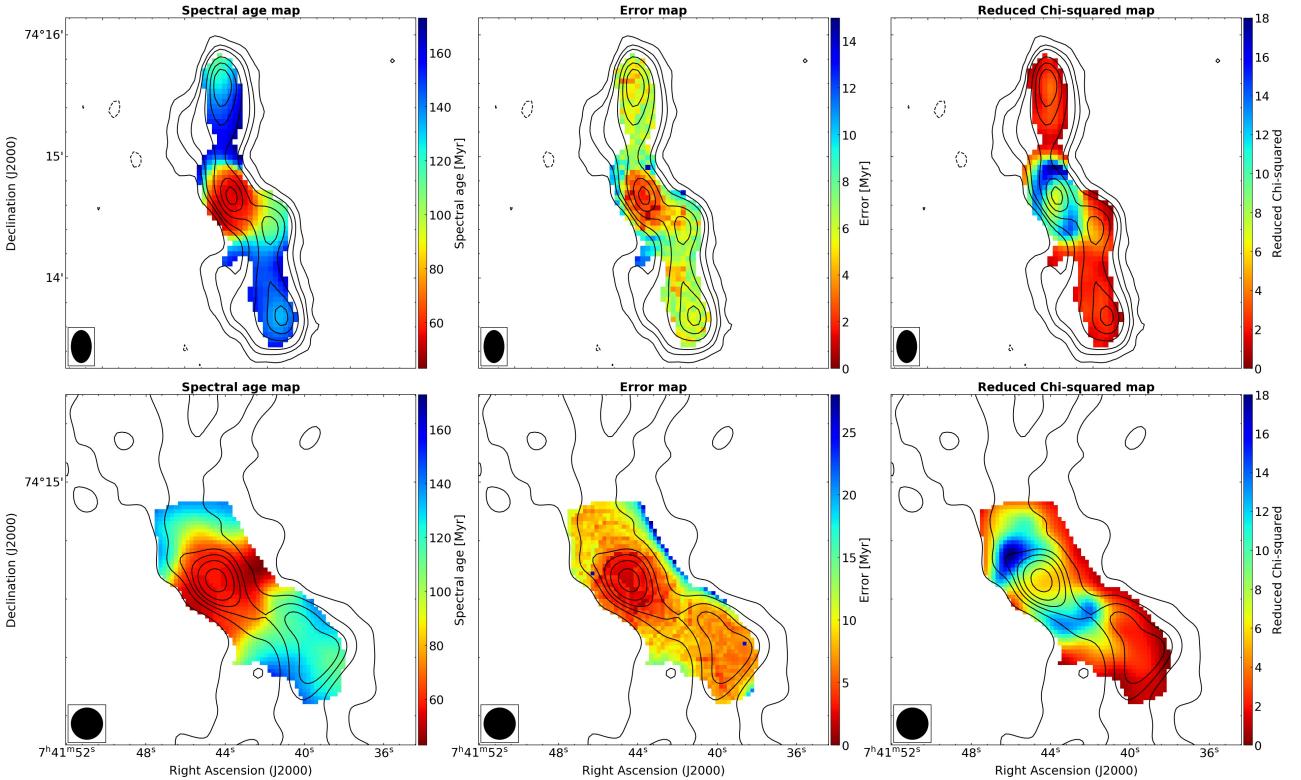 Spectral age map
Error map
Reduced Chi-squared map
74°16'
15'
14'
Declination (J2000)
160
140
120
100
80
60
Spectral age [Myr]
14
12
10
8
6
4
2
0
Error [Myr]
18
16
14
12
10
8
6
4
2
0
Reduced Chi-squared
Spectral age map
Error map
Reduced Chi-squared map
74°15'
Declination (J2000)
160
140
120
100
80
60
Spectral age [Myr]
25
20
15
10
5
0
Error [Myr]
18
16
14
12
10
8
6
4
2
0
Reduced Chi-squared
7ʰ41ᵐ52ˢ 48ˢ 44ˢ 40ˢ 36ˢ
Right Ascension (J2000)
7ʰ41ᵐ52ˢ 48ˢ 44ˢ 40ˢ 36ˢ
Right Ascension (J2000)
7ʰ41ᵐ52ˢ 48ˢ 44ˢ 40ˢ 36ˢ
Right Ascension (J2000)